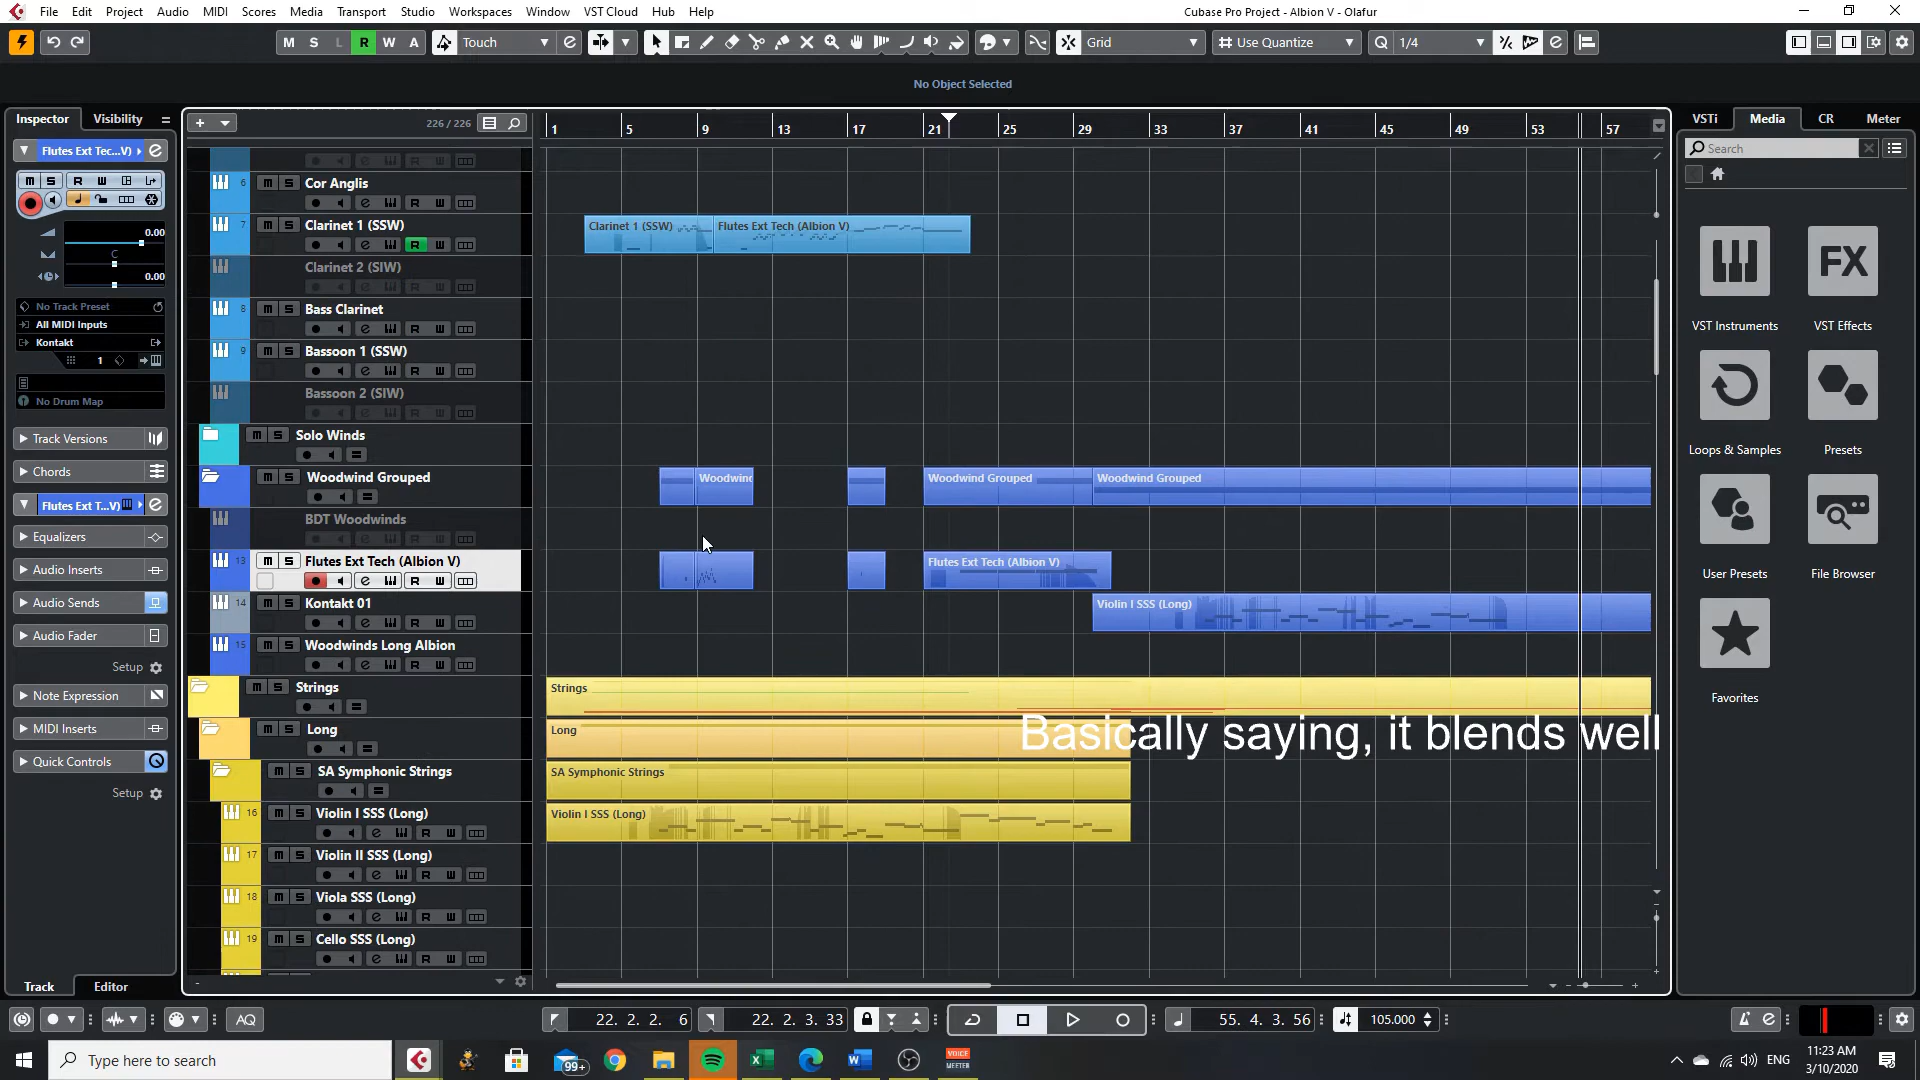 File Edit Project Audio MIDI Scores Media Transport Studio Workspaces Window VST Cloud Hub Help
Cubase Pro Project - Albion V - Olafur
M S L R W A Touch Grid Use Quantize Q 1/4
No Object Selected
Inspector Visibility
226 / 226
1 5 9 13 17 21 25 29 33 37 41 45 49 53 57
VSTi Media CR Meter
Search
Flutes Ext Tec...V)
0.00
C
0.00
No Track Preset
All MIDI Inputs
Kontakt
1
No Drum Map
Track Versions
Chords
Flutes Ext T...V)
Equalizers
Audio Inserts
Audio Sends
Audio Fader
Setup
Note Expression
MIDI Inserts
Quick Controls
Setup
Track Editor
6 Cor Anglis
7 Clarinet 1 (SSW)
Clarinet 2 (SIW)
8 Bass Clarinet
9 Bassoon 1 (SSW)
Bassoon 2 (SIW)
Solo Winds
Woodwind Grouped
BDT Woodwinds
13 Flutes Ext Tech (Albion V)
14 Kontakt 01
15 Woodwinds Long Albion
Strings
Long
SA Symphonic Strings
16 Violin I SSS (Long)
17 Violin II SSS (Long)
18 Viola SSS (Long)
19 Cello SSS (Long)
Clarinet 1 (SSW) Flutes Ext Tech (Albion V)
Woodwind Woodwind Grouped Woodwind Grouped
Flutes Ext Tech (Albion V)
Violin I SSS (Long)
Strings
Long
Basically saying, it blends well
SA Symphonic Strings
Violin I SSS (Long)
VST Instruments VST Effects
FX
Loops & Samples Presets
User Presets File Browser
Favorites
AQ
22. 2. 2. 6
22. 2. 3. 33
55. 4. 3. 56
105.000
Type here to search
99+
VOICE
MEETER
ENG
11:23 AM
3/10/2020